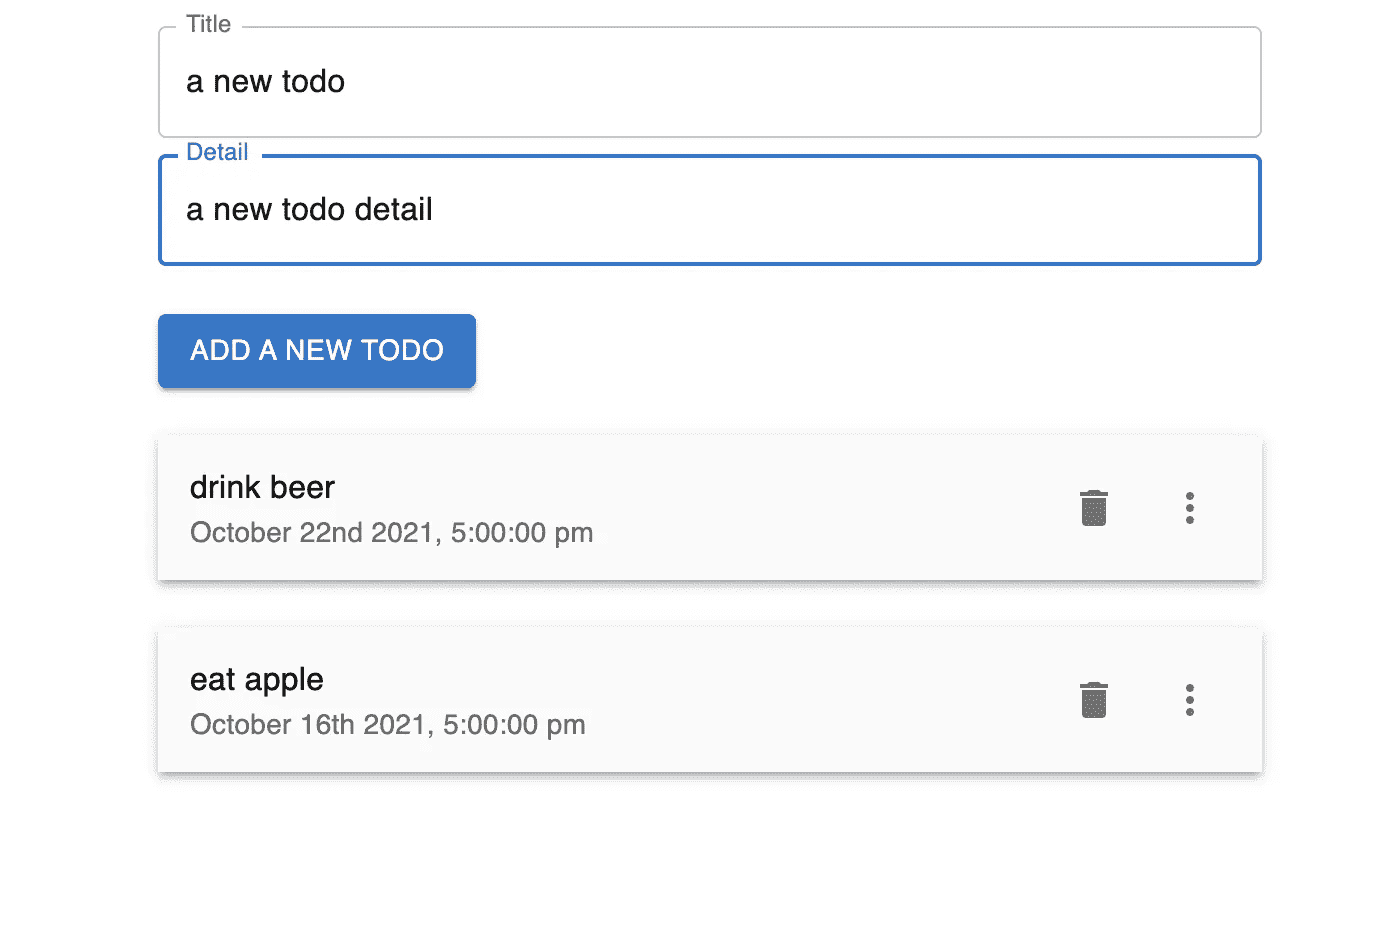 Title
a new todo
Detail
a new todo detail
ADD A NEW TODO
drink beer
October 22nd 2021, 5:00:00 pm
eat apple
October 16th 2021, 5:00:00 pm